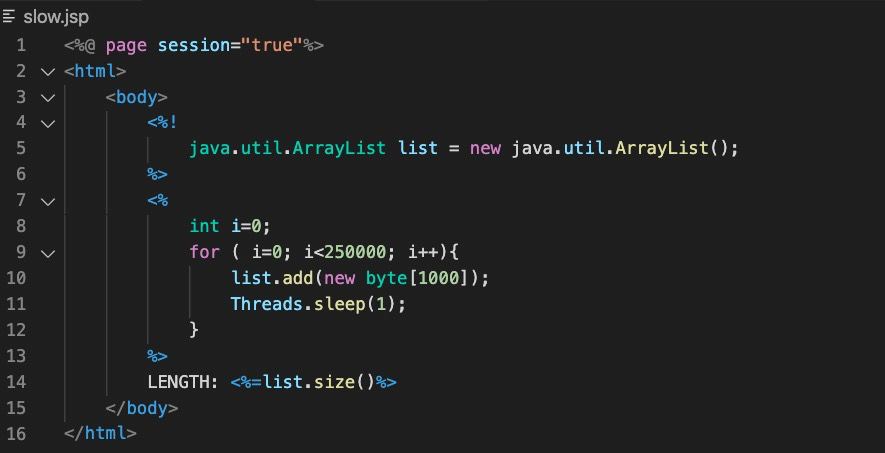 slow.jsp
1 <%@ page session="true"%>
2 <html>
3 <body>
4 <%!
5 java.util.ArrayList list = new java.util.ArrayList();
6 %>
7 <%
8 int i=0;
9 for ( i=0; i<250000; i++){
10 list.add(new byte[1000]);
11 Threads.sleep(1);
12 }
13 %>
14 LENGTH: <%=list.size()%>
15 </body>
16 </html>